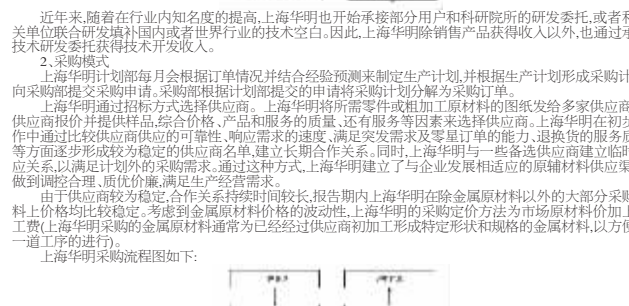 近年来,随着在行业内知名度的提高,上海华明也开始承接部分用户和科研院所的研发委托,或者和
关单位联合研发填补国内或者世界行业的技术空白。因此,上海华明除销售产品获得收入以外,也通过承
技术研发委托获得技术开发收入。
2、采购模式
上海华明计划部每月会根据订单情况并结合经验预测来制定生产计划,并根据生产计划形成采购计
向采购部提交采购申请。采购部根据计划部提交的申请将采购计划分解为采购订单。
上海华明通过招标方式选择供应商。上海华明将所需零件或粗加工原材料的图纸发给多家供应商
供应商报价并提供样品,综合价格、产品和服务的质量、还有服务等因素来选择供应商。上海华明在初步
作中通过比较供应商供应的可靠性、响应需求的速度、满足突发需求及零星订单的能力、退换货的服务质
等方面逐步形成较为稳定的供应商名单,建立长期合作关系。同时,上海华明与一些备选供应商建立临时
应关系,以满足计划外的采购需求。通过这种方式,上海华明建立了与企业发展相适应的原辅材料供应渠
做到调控合理、质优价廉,满足生产经营需求。
由于供应商较为稳定,合作关系持续时间较长,报告期内上海华明在除金属原材料以外的大部分采购
料上价格均比较稳定。考虑到金属原材料价格的波动性,上海华明的采购定价方法为市场原材料价加上
工费(上海华明采购的金属原材料通常为已经经过供应商初加工形成特定形状和规格的金属材料,以方便
一道工序的进行)。
上海华明采购流程图如下: